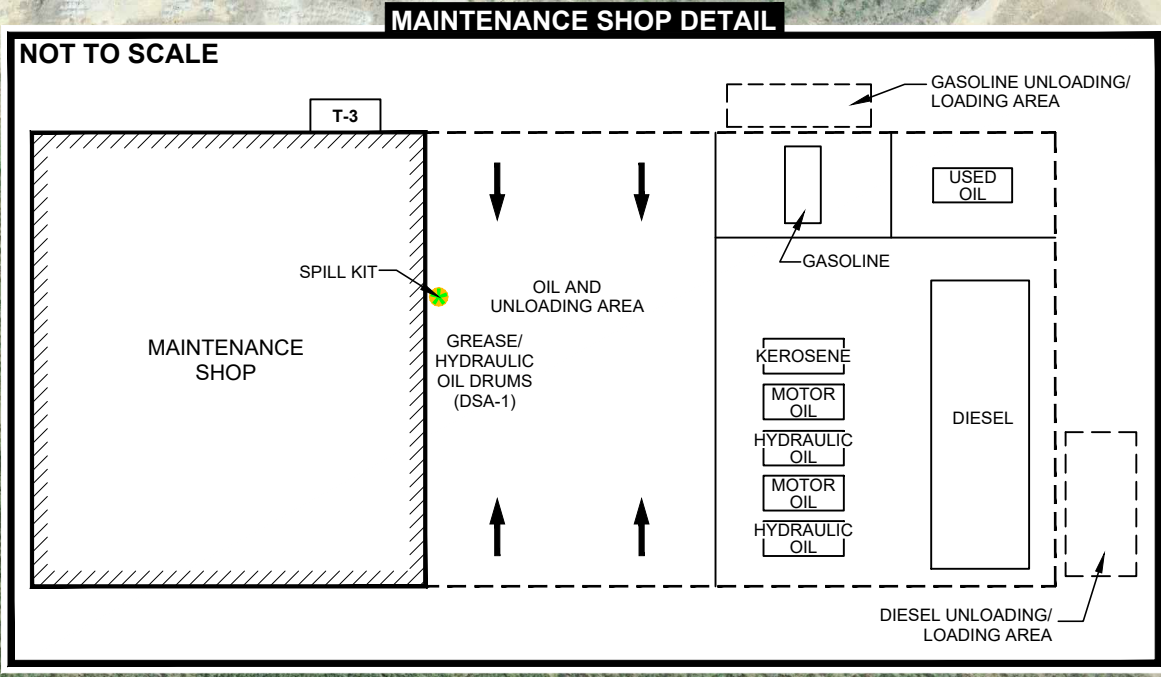 MAINTENANCE SHOP DETAIL
NOT TO SCALE
GASOLINE UNLOADING/
LOADING AREA
T-3
USED
OIL
GASOLINE
SPILL KIT
OIL AND
UNLOADING AREA
MAINTENANCE
SHOP
GREASE/
HYDRAULIC
OIL DRUMS
(DSA-1)
KEROSENE
MOTOR
OIL
HYDRAULIC
OIL
MOTOR
OIL
HYDRAULIC
OIL
DIESEL
DIESEL UNLOADING/
LOADING AREA